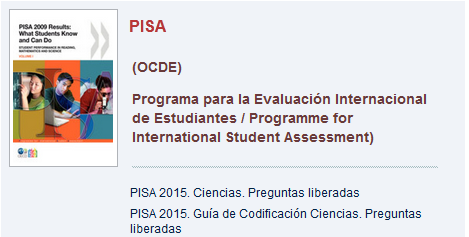 PISA 2009 Results:
What Students Know
and Can Do
STUDENT PERFORMANCE IN READING,
MATHEMATICS AND SCIENCE
VOLUME I
PISA
(OCDE)
Programa para la Evaluación Internacional
de Estudiantes / Programme for
International Student Assessment)
PISA 2015. Ciencias. Preguntas liberadas
PISA 2015. Guía de Codificación Ciencias. Preguntas
liberadas